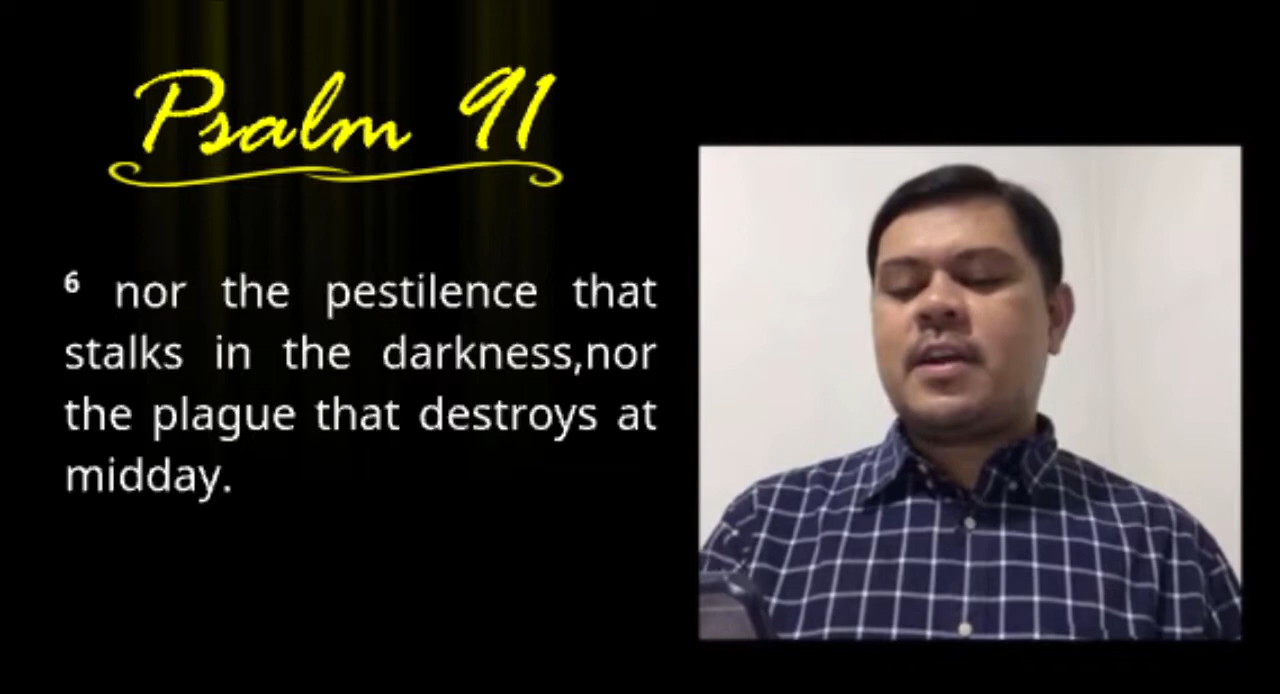 Psalm 91
6 nor the pestilence that
stalks in the darkness,nor
the plague that destroys at
midday.